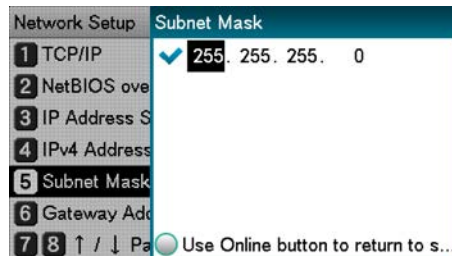 Network Setup
Subnet Mask
1 TCP/IP
2 NetBIOS ove
3 IP Address S
4 IPv4 Address
5 Subnet Mask
6 Gateway Add
7 8 ↑ / ↓ Pa
255. 255. 255. 0
Use Online button to return to s...